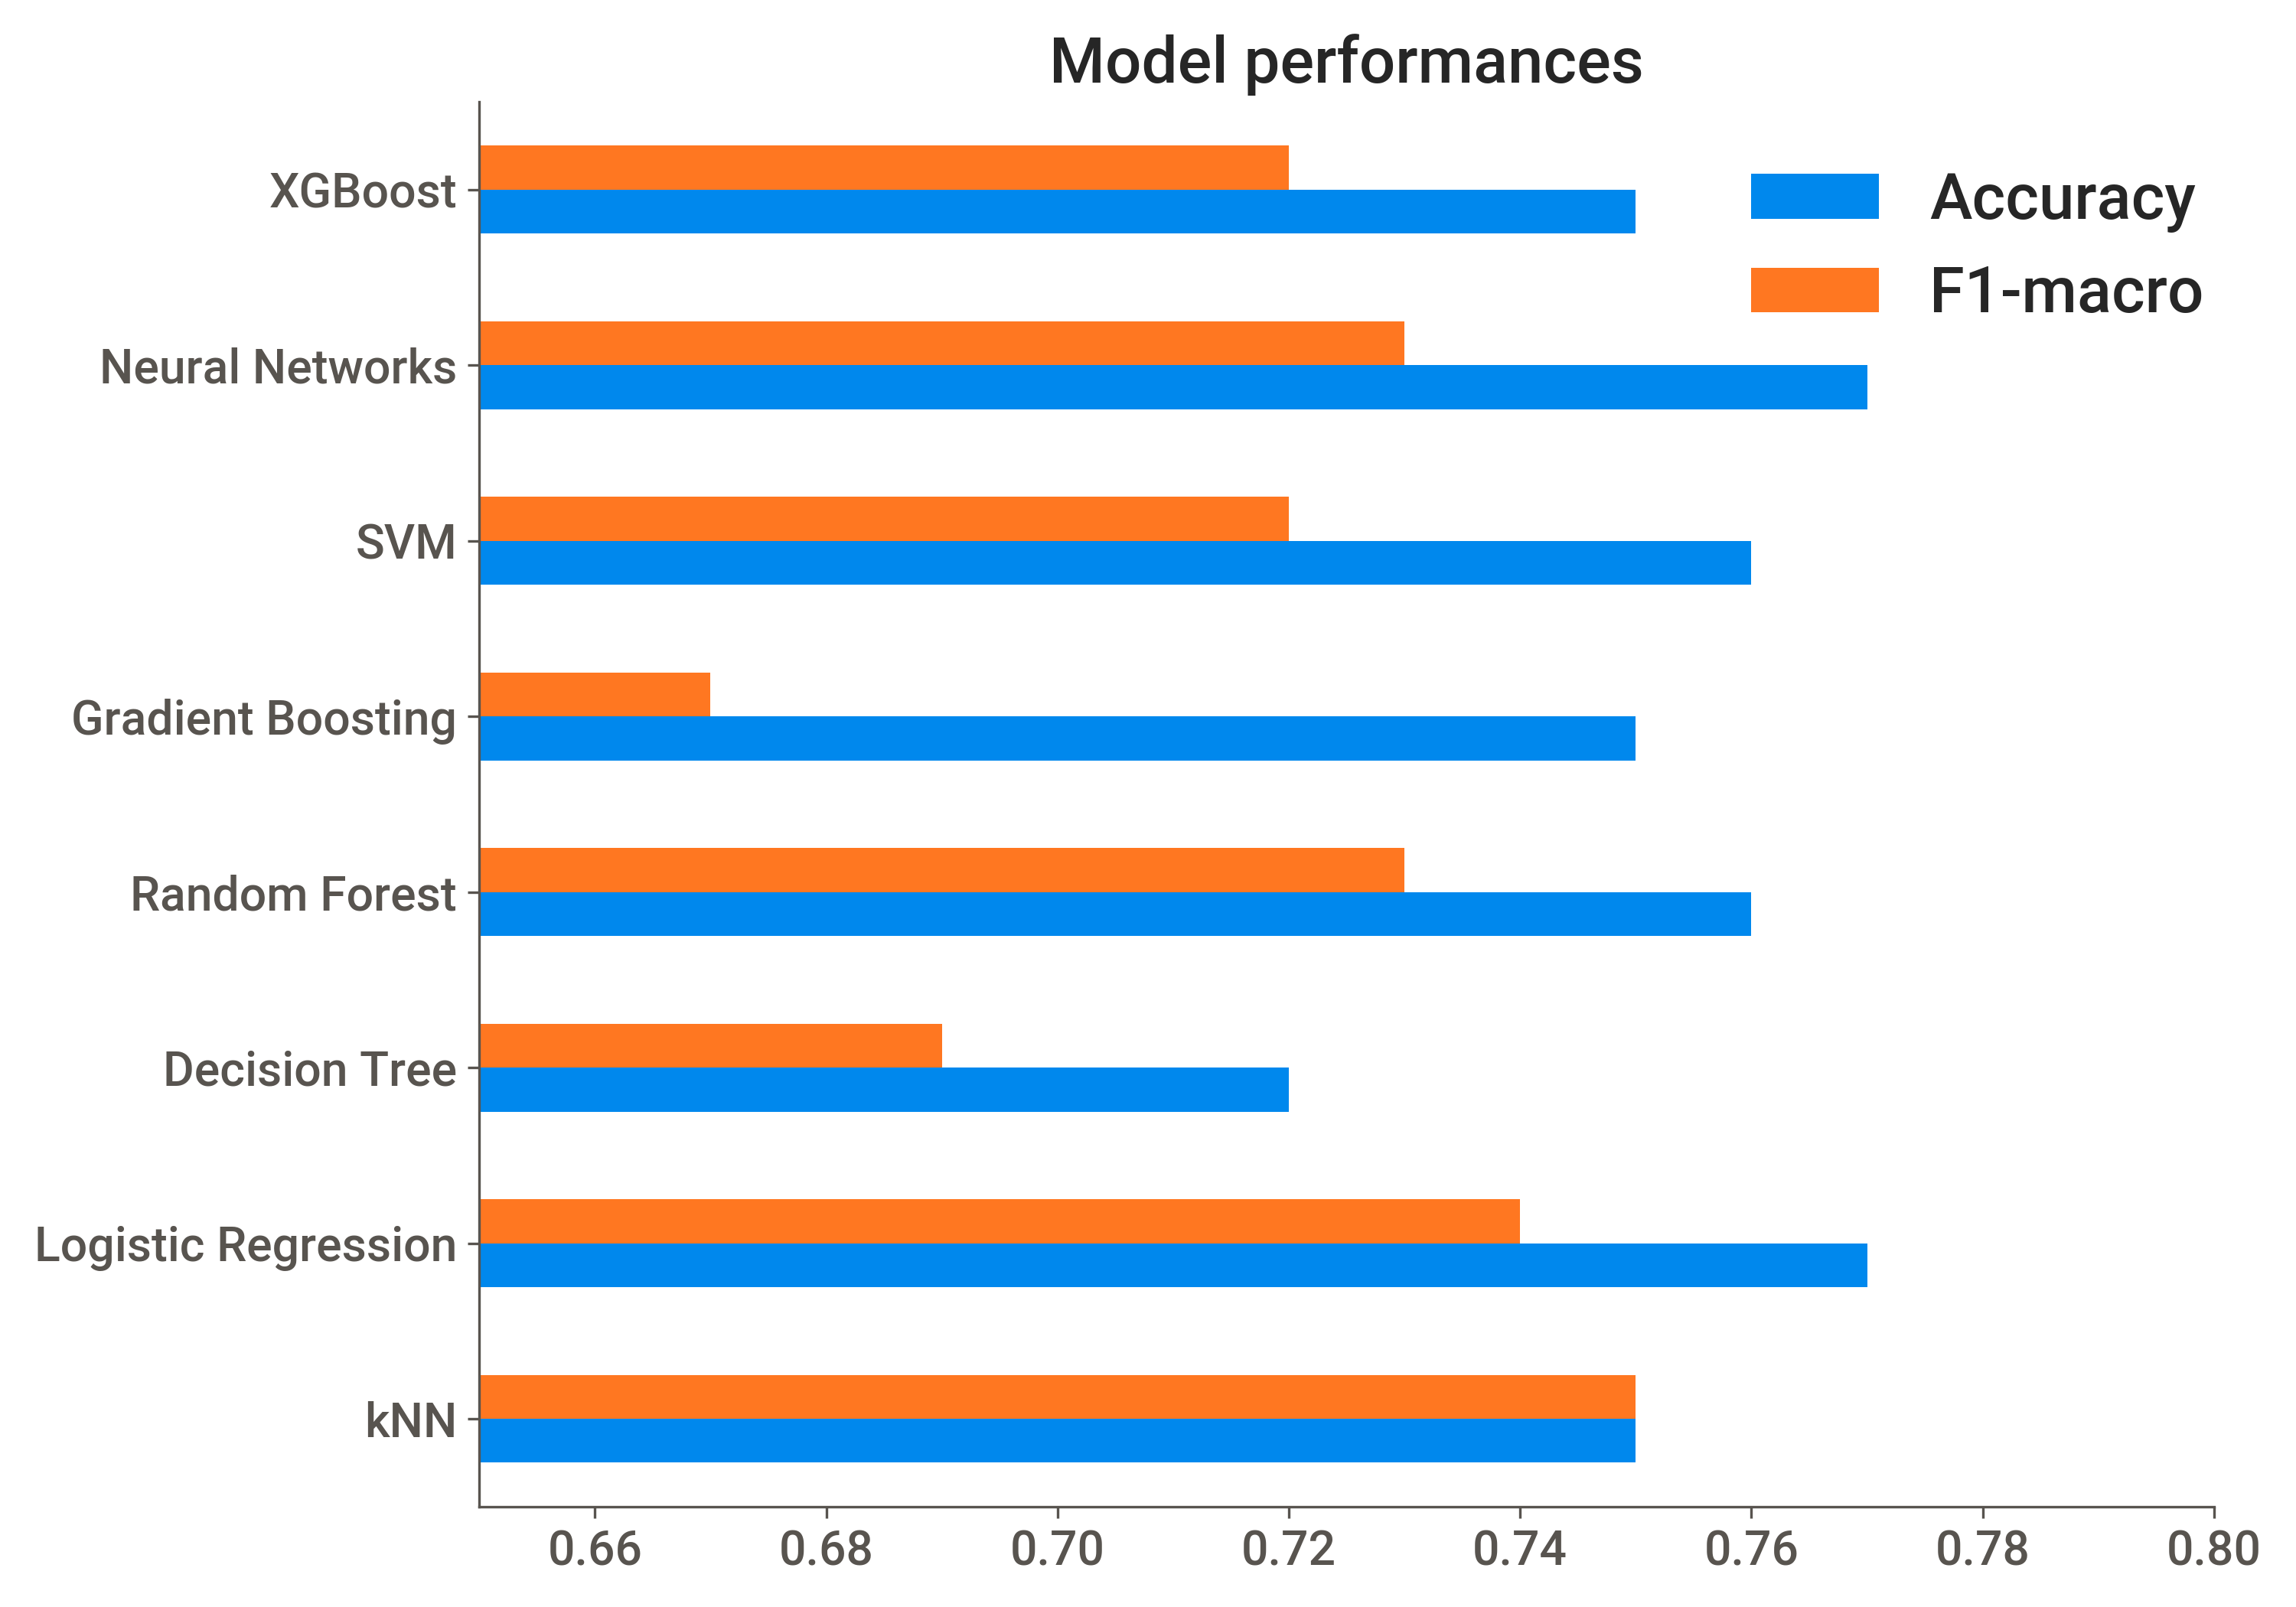 Model performances
Accuracy
F1-macro
XGBoost
Neural Networks
SVM
Gradient Boosting
Random Forest
Decision Tree
Logistic Regression
kNN
0.66 0.68 0.70 0.72 0.74 0.76 0.78 0.80